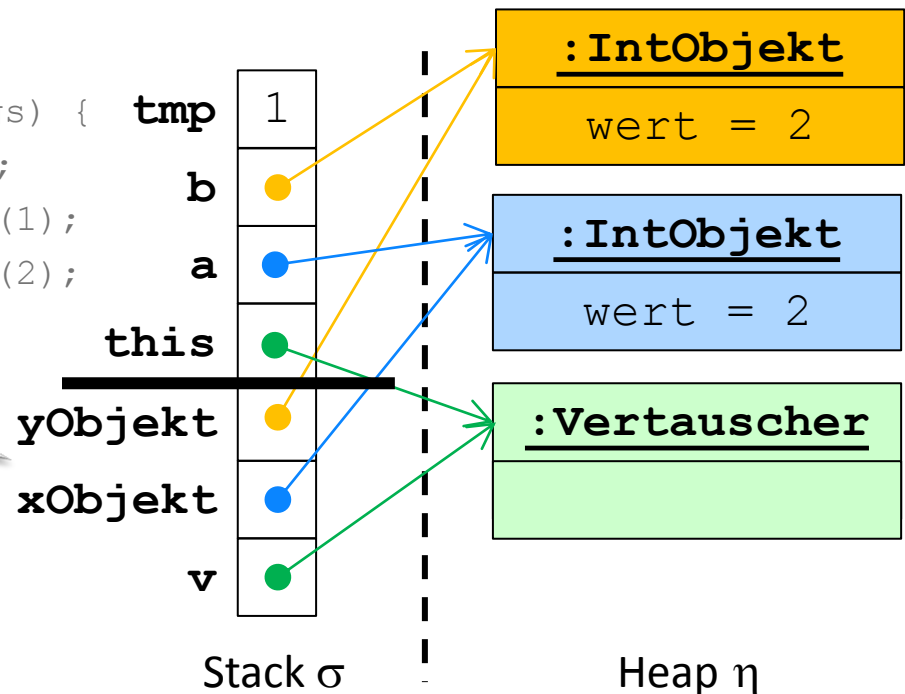 s) {
;
(1);
(2);
tmp 1
b
a
this
yObjekt
xObjekt
v
Stack σ
:IntObjekt
wert = 2
:IntObjekt
wert = 2
:Vertauscher
Heap η